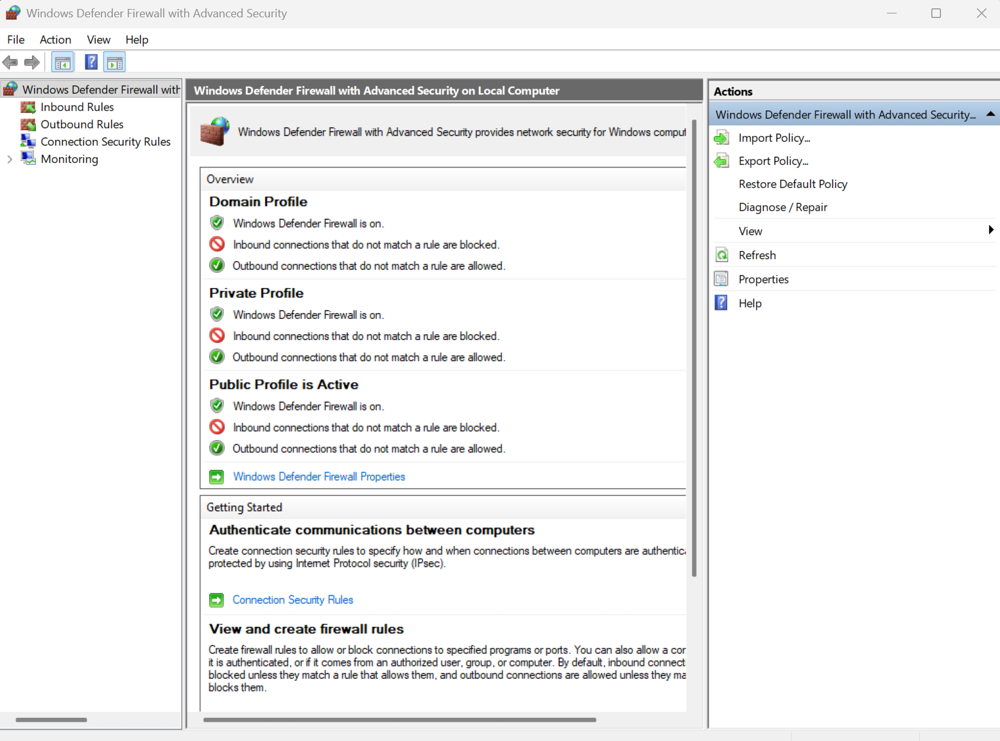 Windows Defender Firewall with Advanced Security
File Action View Help
Windows Defender Firewall with
Inbound Rules
Outbound Rules
Connection Security Rules
Monitoring
Windows Defender Firewall with Advanced Security on Local Computer
Windows Defender Firewall with Advanced Security provides network security for Windows comput
Overview
Domain Profile
Windows Defender Firewall is on.
Inbound connections that do not match a rule are blocked.
Outbound connections that do not match a rule are allowed.
Private Profile
Windows Defender Firewall is on.
Inbound connections that do not match a rule are blocked.
Outbound connections that do not match a rule are allowed.
Public Profile is Active
Windows Defender Firewall is on.
Inbound connections that do not match a rule are blocked.
Outbound connections that do not match a rule are allowed.
Windows Defender Firewall Properties
Getting Started
Authenticate communications between computers
Create connection security rules to specify how and when connections between computers are authentica
protected by using Internet Protocol security (IPsec).
Connection Security Rules
View and create firewall rules
Create firewall rules to allow or block connections to specified programs or ports. You can also allow a cor
it is authenticated, or if it comes from an authorized user, group, or computer. By default, inbound connect
blocked unless they match a rule that allows them, and outbound connections are allowed unless they ma
blocks them.
Actions
Windows Defender Firewall with Advanced Security...
Import Policy...
Export Policy...
Restore Default Policy
Diagnose / Repair
View
Refresh
Properties
Help